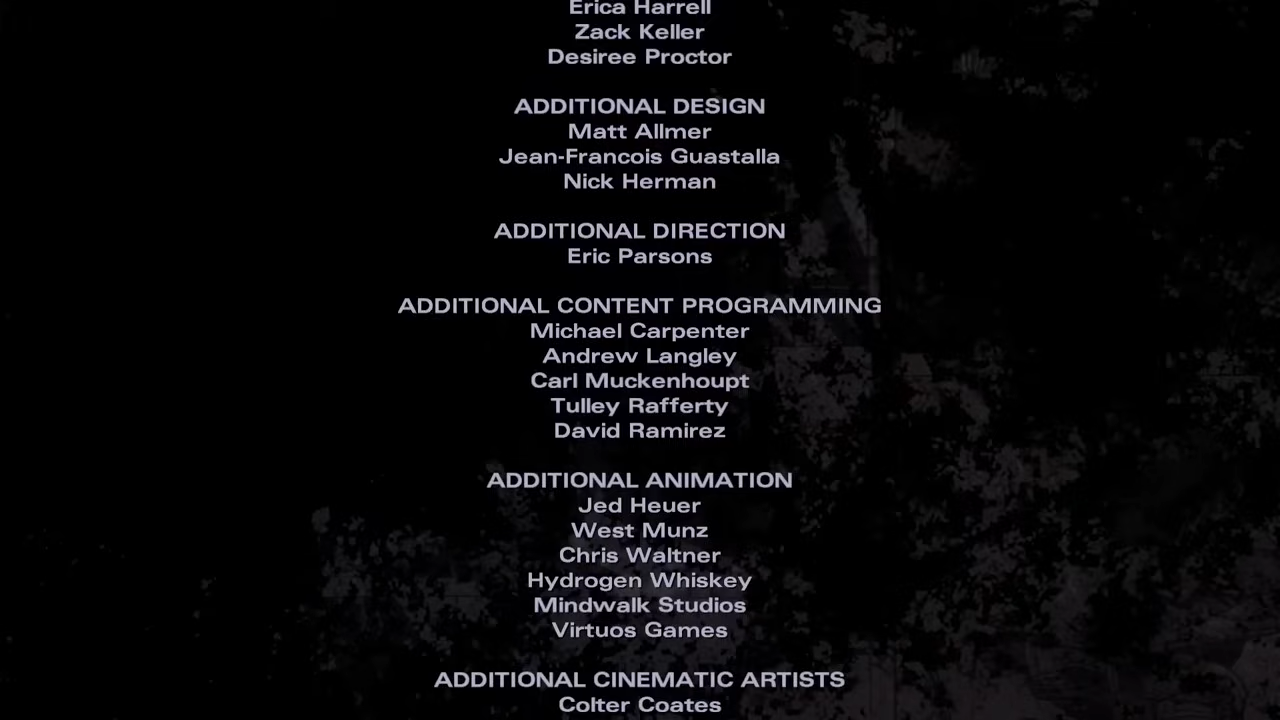 Erica Harrell
Zack Keller
Desiree Proctor
ADDITIONAL DESIGN
Matt Allmer
Jean-Francois Guastalla
Nick Herman
ADDITIONAL DIRECTION
Eric Parsons
ADDITIONAL CONTENT PROGRAMMING
Michael Carpenter
Andrew Langley
Carl Muckenhoupt
Tulley Rafferty
David Ramirez
ADDITIONAL ANIMATION
Jed Heuer
West Munz
Chris Waltner
Hydrogen Whiskey
Mindwalk Studios
Virtuos Games
ADDITIONAL CINEMATIC ARTISTS
Colter Coates